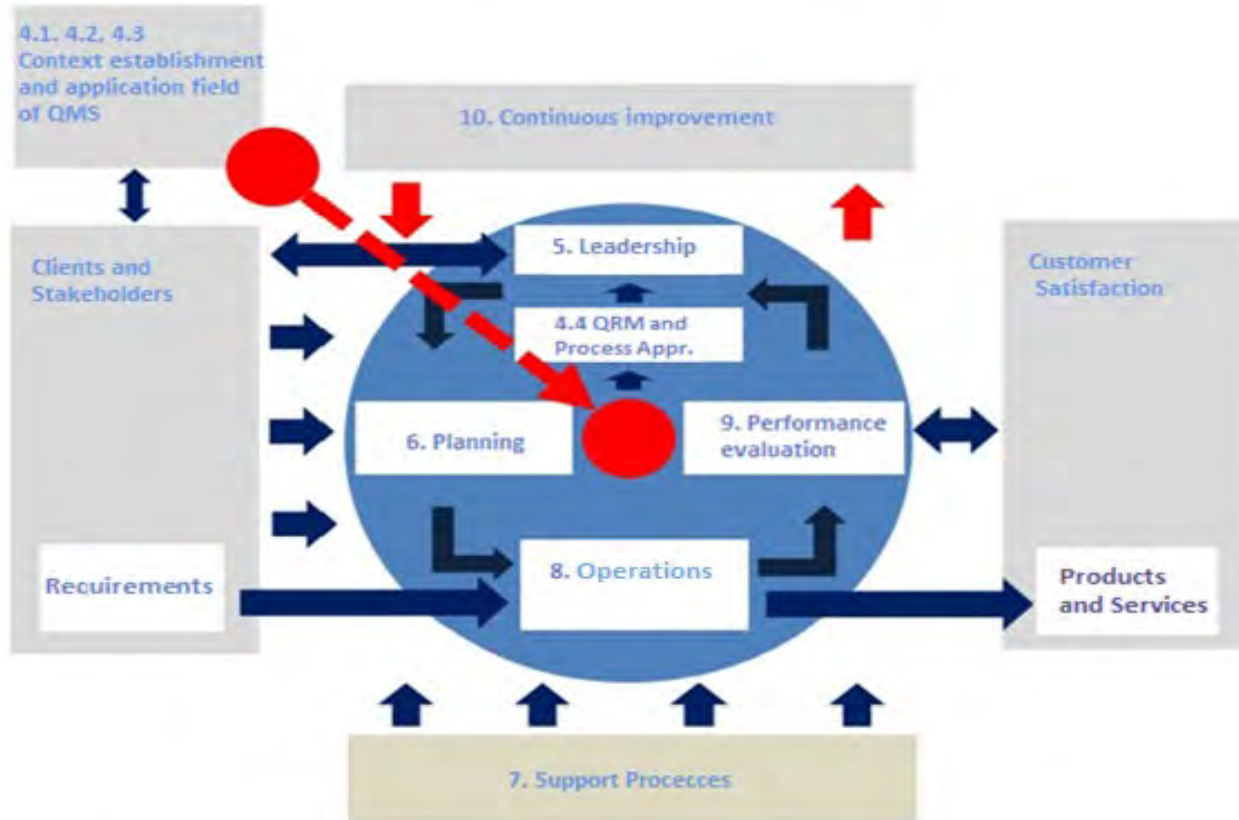 4.1. 4.2, 4.3
Context establishment
and application field
of QMS
10. Continuous improvement
Clients and
Stakeholders
5. Leadership
Customer
Satisfaction
4.4 QRM and
Process Appr.
6. Planning
9. Performance
evaluation
8. Operations
Recuirements
Products
and Services
7. Support Procecces